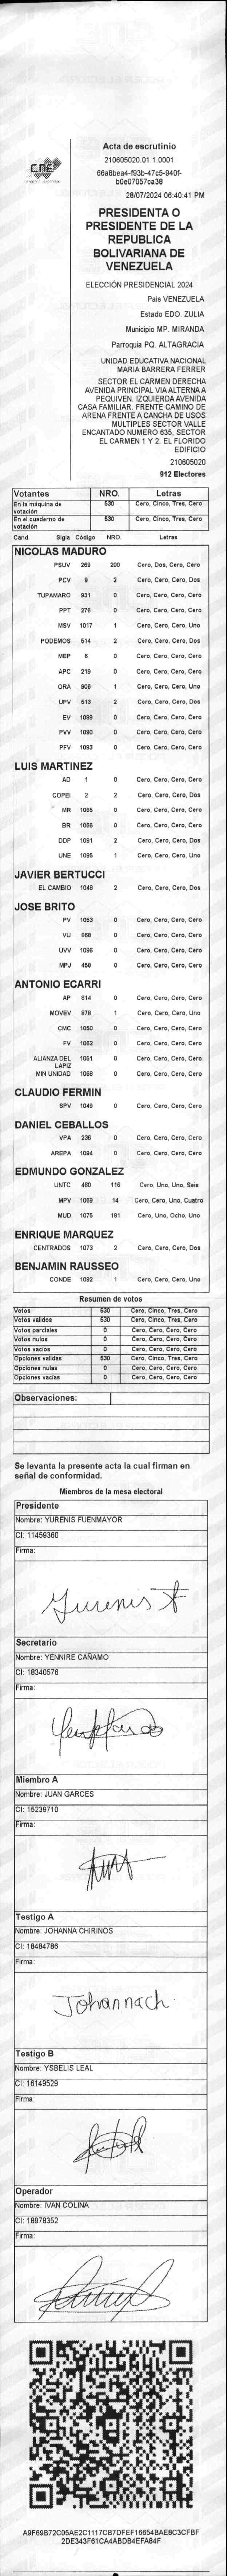 CNE
Acta de escrutinio
210605020.01.1.0001
66a8bea4-f93b-47c5-940f-
b0e07057ca38
28/07/2024 06:40:41 PM
PRESIDENTA O
PRESIDENTE DE LA
REPUBLICA
BOLIVARIANA DE
VENEZUELA
ELECCIÓN PRESIDENCIAL 2024
País VENEZUELA
Estado EDO. ZULIA
Municipio MP. MIRANDA
Parroquia PQ. ALTAGRACIA
UNIDAD EDUCATIVA NACIONAL
MARIA BARRERA FERRER
SECTOR EL CARMEN DERECHA
AVENIDA PRINCIPAL VIA ALTERNA A
PEQUIVEN. IZQUIERDA AVENIDA
CASA FAMILIAR. FRENTE CAMINO DE
ARENA FRENTE A CANCHA DE USOS
MULTIPLES SECTOR VALLE
ENCANTADO NUMERO 635, SECTOR
EL CARMEN 1 Y 2. EL FLORIDO
EDIFICIO
210605020
912 Electores
Votantes NRO. Letras
En la máquina de votación 530 Cero, Cinco, Tres, Cero
En el cuaderno de votación 530 Cero, Cinco, Tres, Cero
Cand. Sigla Código NRO. Letras
NICOLAS MADURO
PSUV 269 200 Cero, Dos, Cero, Cero
PCV 9 2 Cero, Cero, Cero, Dos
TUPAMARO 931 0 Cero, Cero, Cero, Cero
PPT 276 0 Cero, Cero, Cero, Cero
MSV 1017 1 Cero, Cero, Cero, Uno
PODEMOS 514 2 Cero, Cero, Cero, Dos
MEP 6 0 Cero, Cero, Cero, Cero
APC 219 0 Cero, Cero, Cero, Cero
ORA 906 1 Cero, Cero, Cero, Uno
UPV 513 2 Cero, Cero, Cero, Dos
EV 1089 0 Cero, Cero, Cero, Cero
PVV 1090 0 Cero, Cero, Cero, Cero
PFV 1093 0 Cero, Cero, Cero, Cero
LUIS MARTINEZ
AD 1 0 Cero, Cero, Cero, Cero
COPEI 2 2 Cero, Cero, Cero, Dos
MR 1065 0 Cero, Cero, Cero, Cero
BR 1066 0 Cero, Cero, Cero, Cero
DDP 1091 2 Cero, Cero, Cero, Dos
UNE 1095 1 Cero, Cero, Cero, Uno
JAVIER BERTUCCI
EL CAMBIO 1048 2 Cero, Cero, Cero, Dos
JOSE BRITO
PV 1053 0 Cero, Cero, Cero, Cero
VU 868 0 Cero, Cero, Cero, Cero
UVV 1096 0 Cero, Cero, Cero, Cero
MPJ 459 0 Cero, Cero, Cero, Cero
ANTONIO ECARRI
AP 814 0 Cero, Cero, Cero, Cero
MOVEV 878 1 Cero, Cero, Cero, Uno
CMC 1050 0 Cero, Cero, Cero, Cero
FV 1062 0 Cero, Cero, Cero, Cero
ALIANZA DEL LAPIZ 1051 0 Cero, Cero, Cero, Cero
MIN UNIDAD 1068 0 Cero, Cero, Cero, Cero
CLAUDIO FERMIN
SPV 1049 0 Cero, Cero, Cero, Cero
DANIEL CEBALLOS
VPA 236 0 Cero, Cero, Cero, Cero
AREPA 1094 0 Cero, Cero, Cero, Cero
EDMUNDO GONZALEZ
UNTC 460 116 Cero, Uno, Uno, Seis
MPV 1069 14 Cero, Cero, Uno, Cuatro
MUD 1075 181 Cero, Uno, Ocho, Uno
ENRIQUE MARQUEZ
CENTRADOS 1073 2 Cero, Cero, Cero, Dos
BENJAMIN RAUSSEO
CONDE 1092 1 Cero, Cero, Cero, Uno
Resumen de votos
Votos 530 Cero, Cinco, Tres, Cero
Votos válidos 530 Cero, Cinco, Tres, Cero
Votos parciales 0 Cero, Cero, Cero, Cero
Votos nulos 0 Cero, Cero, Cero, Cero
Votos vacíos 0 Cero, Cero, Cero, Cero
Opciones válidas 530 Cero, Cinco, Tres, Cero
Opciones nulas 0 Cero, Cero, Cero, Cero
Opciones vacías 0 Cero, Cero, Cero, Cero
Observaciones:
Se levanta la presente acta la cual firman en
señal de conformidad.
Miembros de la mesa electoral
Presidente
Nombre: YURENIS FUENMAYOR
CI: 11459360
Firma:
Yurenis F
Secretario
Nombre: YENNIRE CAÑAMO
CI: 18340576
Firma:
Miembro A
Nombre: JUAN GARCES
CI: 15239710
Firma:
Testigo A
Nombre: JOHANNA CHIRINOS
CI: 18484786
Firma:
Johannach
Testigo B
Nombre: YSBELIS LEAL
CI: 16149529
Firma:
Operador
Nombre: IVAN COLINA
CI: 18978352
Firma:
A9F69B72C05AE2C1117CB7DFEF16654BAE8C3CFBF
2DE343F61CA4ABDB4EFA84F